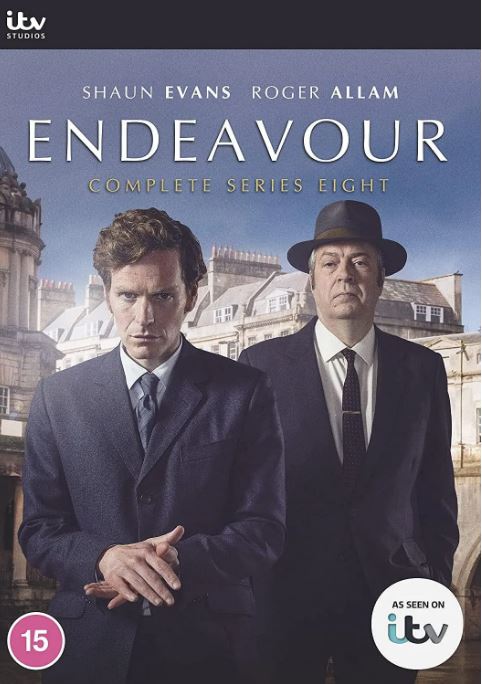 itv
STUDIOS
SHAUN EVANS ROGER ALLAM
ENDEAVOUR
COMPLETE SERIES EIGHT
15
AS SEEN ON
itv